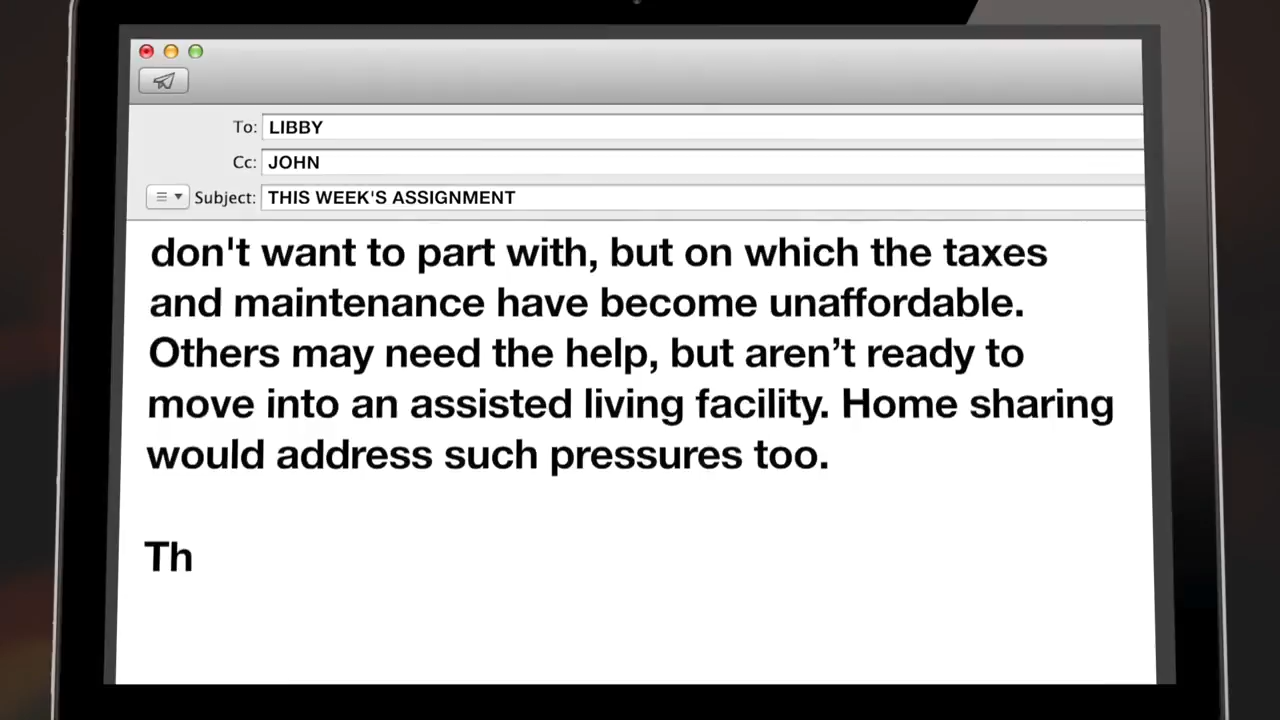 To: LIBBY
Cc: JOHN
Subject: THIS WEEK'S ASSIGNMENT
don't want to part with, but on which the taxes
and maintenance have become unaffordable.
Others may need the help, but aren’t ready to
move into an assisted living facility. Home sharing
would address such pressures too.
Th